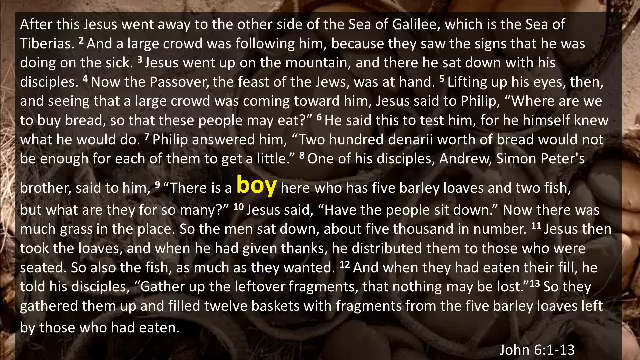 After this Jesus went away to the other side of the Sea of Galilee, which is the Sea of
Tiberias. 2 And a large crowd was following him, because they saw the signs that he was
doing on the sick. 3 Jesus went up on the mountain, and there he sat down with his
disciples. 4 Now the Passover, the feast of the Jews, was at hand. 5 Lifting up his eyes, then,
and seeing that a large crowd was coming toward him, Jesus said to Philip, “Where are we
to buy bread, so that these people may eat?” 6 He said this to test him, for he himself knew
what he would do. 7 Philip answered him, “Two hundred denarii worth of bread would not
be enough for each of them to get a little.” 8 One of his disciples, Andrew, Simon Peter's
brother, said to him, 9 “There is a boy here who has five barley loaves and two fish,
but what are they for so many?” 10 Jesus said, “Have the people sit down.” Now there was
much grass in the place. So the men sat down, about five thousand in number. 11 Jesus then
took the loaves, and when he had given thanks, he distributed them to those who were
seated. So also the fish, as much as they wanted. 12 And when they had eaten their fill, he
told his disciples, “Gather up the leftover fragments, that nothing may be lost.”13 So they
gathered them up and filled twelve baskets with fragments from the five barley loaves left
by those who had eaten.
John 6:1-13